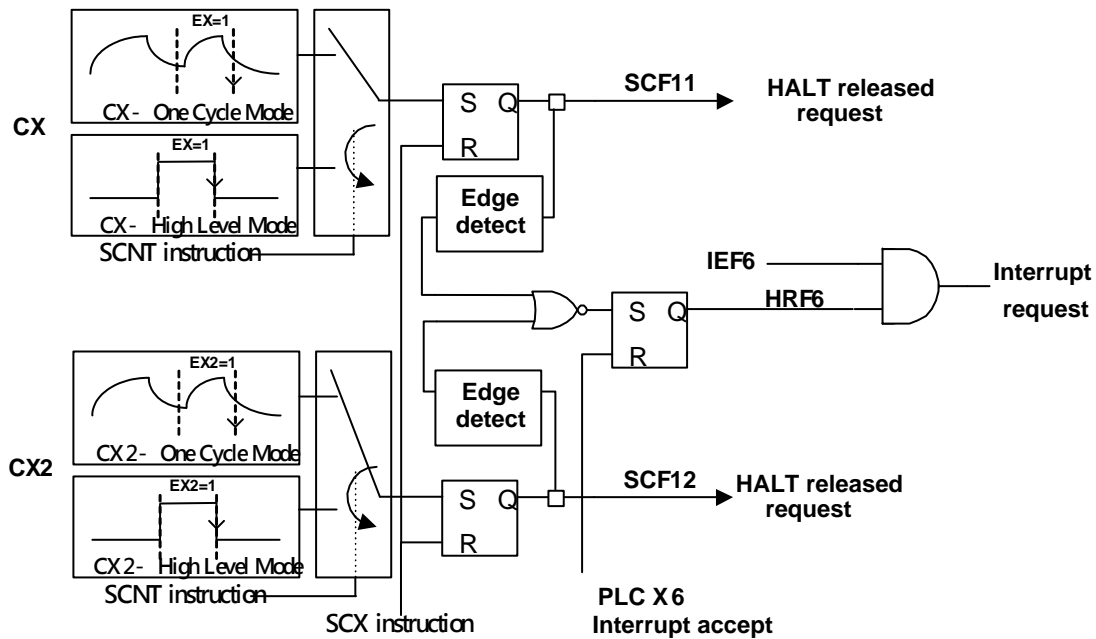 EX=1
CX- One Cycle Mode
CX
EX=1
CX- High Level Mode
SCNT instruction
S Q
R
SCF11
HALT released
request
Edge
detect
IEF6
HRF6
Interrupt
request
S Q
R
EX2=1
CX2- One Cycle Mode
CX2
EX2=1
CX2- High Level Mode
SCNT instruction
Edge
detect
S Q
R
SCF12
HALT released
request
SCX instruction
PLC X6
Interrupt accept